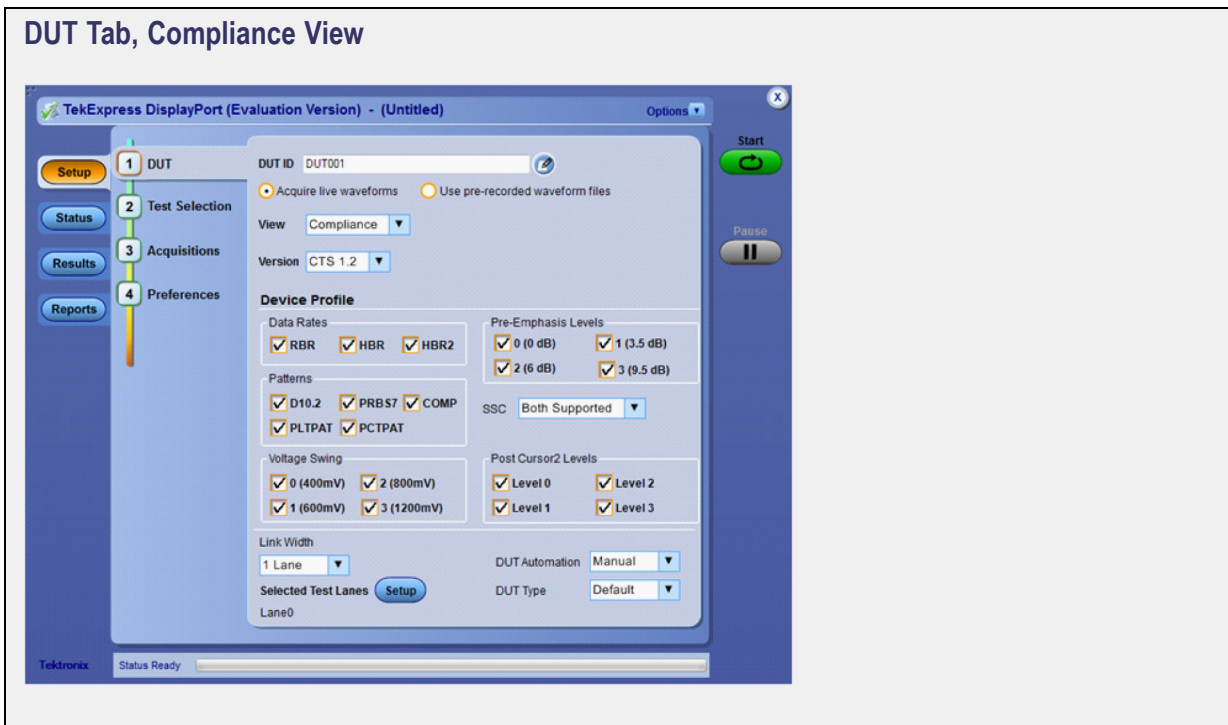 DUT Tab, Compliance View
TekExpress DisplayPort (Evaluation Version) - (Untitled)
Options
X
Start
Pause
Setup
Status
Results
Reports
1 DUT
2 Test Selection
3 Acquisitions
4 Preferences
DUT ID DUT001
Acquire live waveforms Use pre-recorded waveform files
View Compliance
Version CTS 1.2
Device Profile
Data Rates
RBR HBR HBR2
Patterns
D10.2 PRBS7 COMP
PLTPAT PCTPAT
Voltage Swing
0 (400mV) 2 (800mV)
1 (600mV) 3 (1200mV)
Pre-Emphasis Levels
0 (0 dB) 1 (3.5 dB)
2 (6 dB) 3 (9.5 dB)
SSC Both Supported
Post Cursor2 Levels
Level 0 Level 2
Level 1 Level 3
Link Width
1 Lane
Selected Test Lanes Setup
Lane0
DUT Automation Manual
DUT Type Default
Tektronix Status Ready